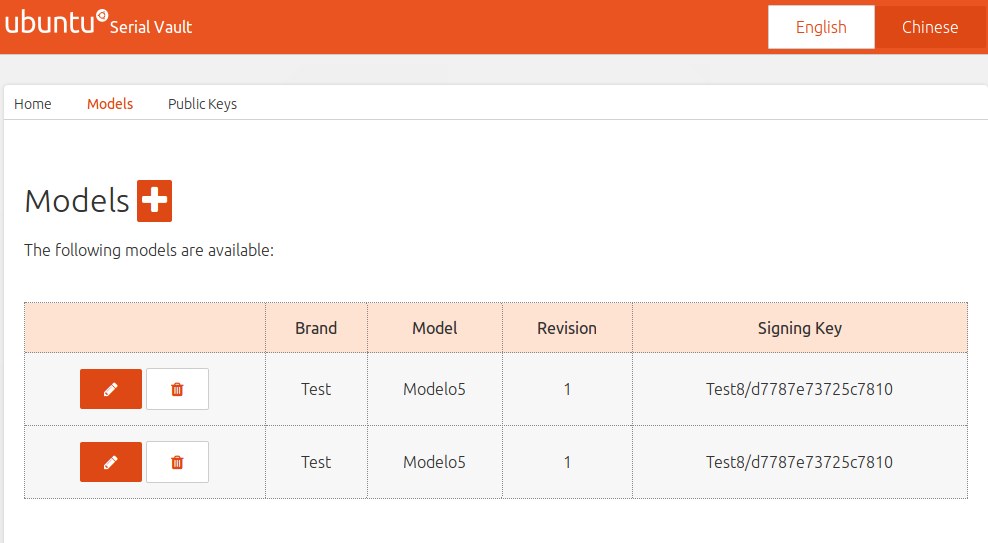 ubuntu Serial Vault English Chinese
Home Models Public Keys
Models
The following models are available:
Brand Model Revision Signing Key
Test Modelo5 1 Test8/d7787e73725c7810
Test Modelo5 1 Test8/d7787e73725c7810